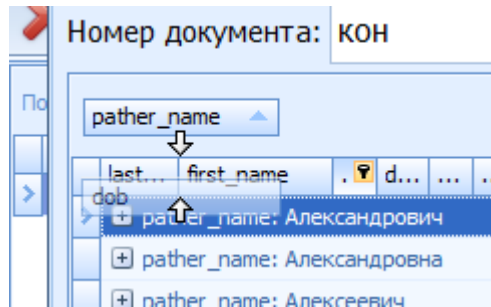 Номер документа: кон
По
pather_name
last... first_name . d... ... ..
dob
pather_name: Александрович
pather_name: Александровна
pather_name: Алексеевич